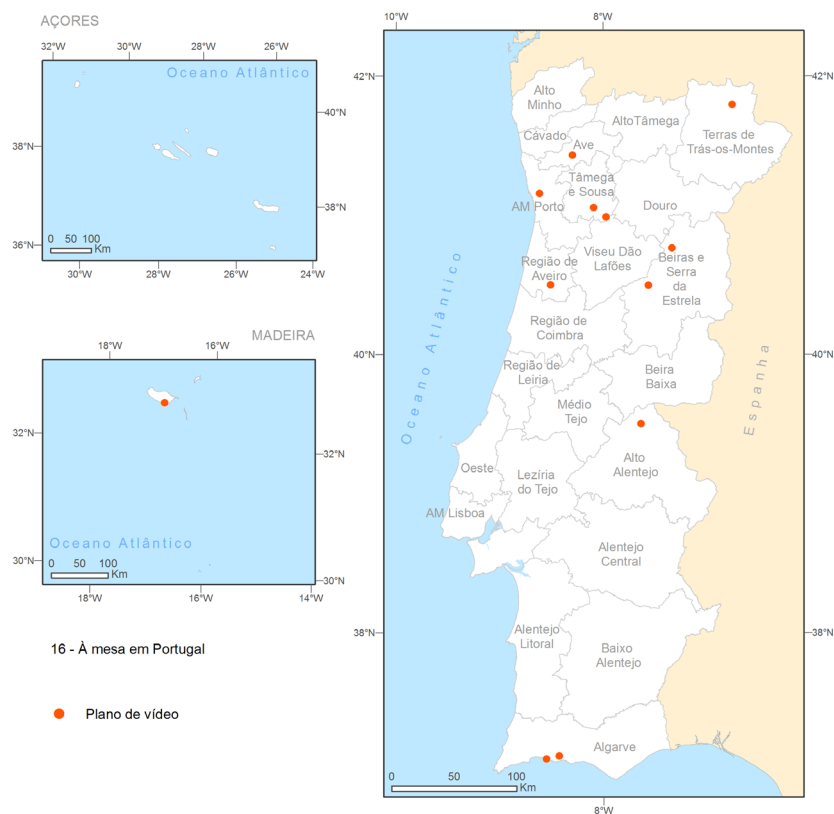 AÇORES
32°W 30°W 28°W 26°W
Oceano Atlântico
40°N
38°N
38°N
36°N
0 50 100
Km
30°W 28°W 26°W 24°W
MADEIRA
18°W 16°W
32°N
32°N
Oceano Atlântico
30°N
0 50 100
Km
30°N
18°W 16°W 14°W
16 - À mesa em Portugal
Plano de vídeo
10°W 8°W
42°N
42°N
Alto
Minho
AltoTâmega
Terras de
Trás-os-Montes
Cávado
Ave
Tâmega
e Sousa
AM Porto
Douro
Viseu Dão
Lafões
Região de
Aveiro
Beiras e
Serra
da
Estrela
Região de
Coimbra
Oceano Atlântico
40°N
40°N
Região de
Leiria
Beira
Baixa
Espanha
Médio
Tejo
Oeste
Lezíria
do Tejo
Alto
Alentejo
AM Lisboa
Alentejo
Central
38°N
38°N
Alentejo
Litoral
Baixo
Alentejo
Algarve
0 50 100
Km
8°W